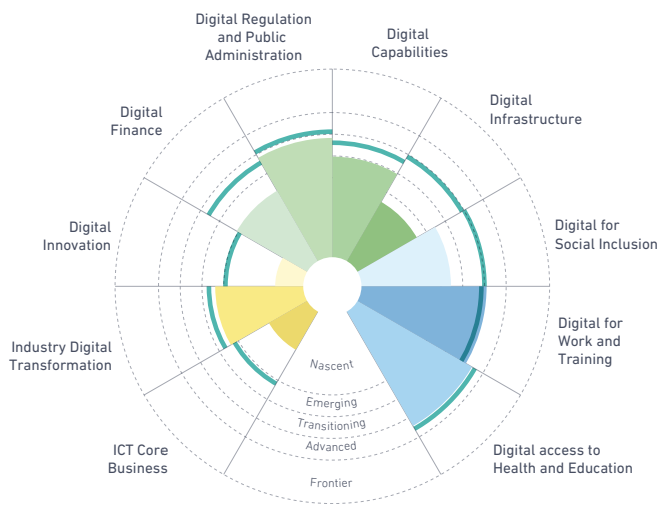 Digital Regulation
and Public
Administration
Digital
Capabilities
Digital
Infrastructure
Digital for
Social Inclusion
Digital for
Work and
Training
Digital access to
Health and Education
ICT Core
Business
Industry Digital
Transformation
Digital
Innovation
Digital
Finance
Nascent
Emerging
Transitioning
Advanced
Frontier